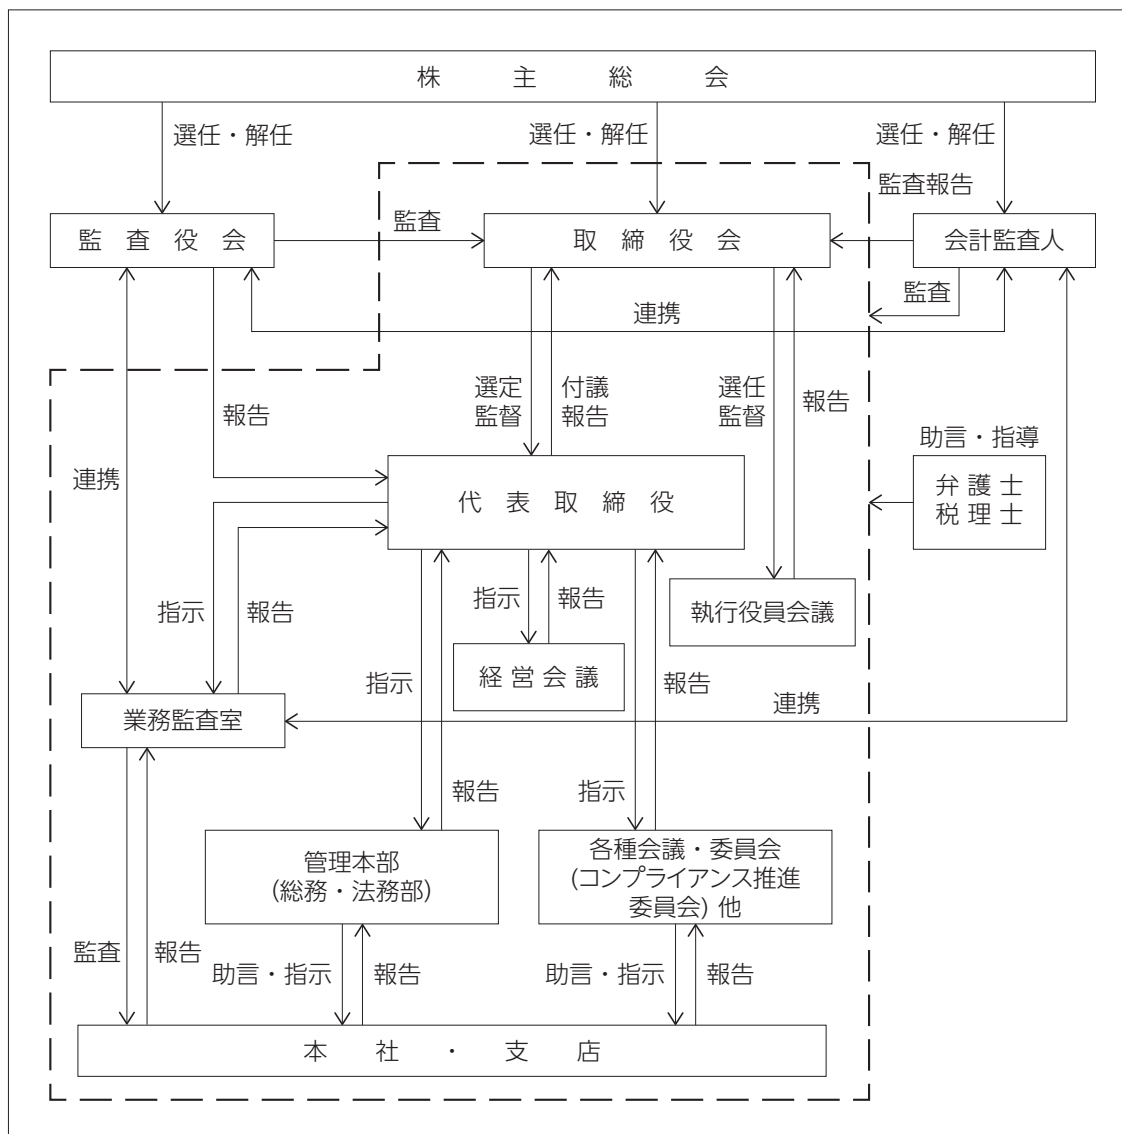 株主総会
選任・解任
選任・解任
選任・解任
監査報告
監査役会
監査
取締役会
会計監査人
監査
連携
選定
監督
付議
報告
選任
監督
報告
報告
連携
助言・指導
弁護士
税理士
代表取締役
指示
報告
指示
報告
執行役員会議
経営会議
指示
報告
連携
業務監査室
報告
指示
管理本部
(総務・法務部)
各種会議・委員会
(コンプライアンス推進
委員会) 他
監査
報告
助言・指示
報告
助言・指示
報告
本社・支店